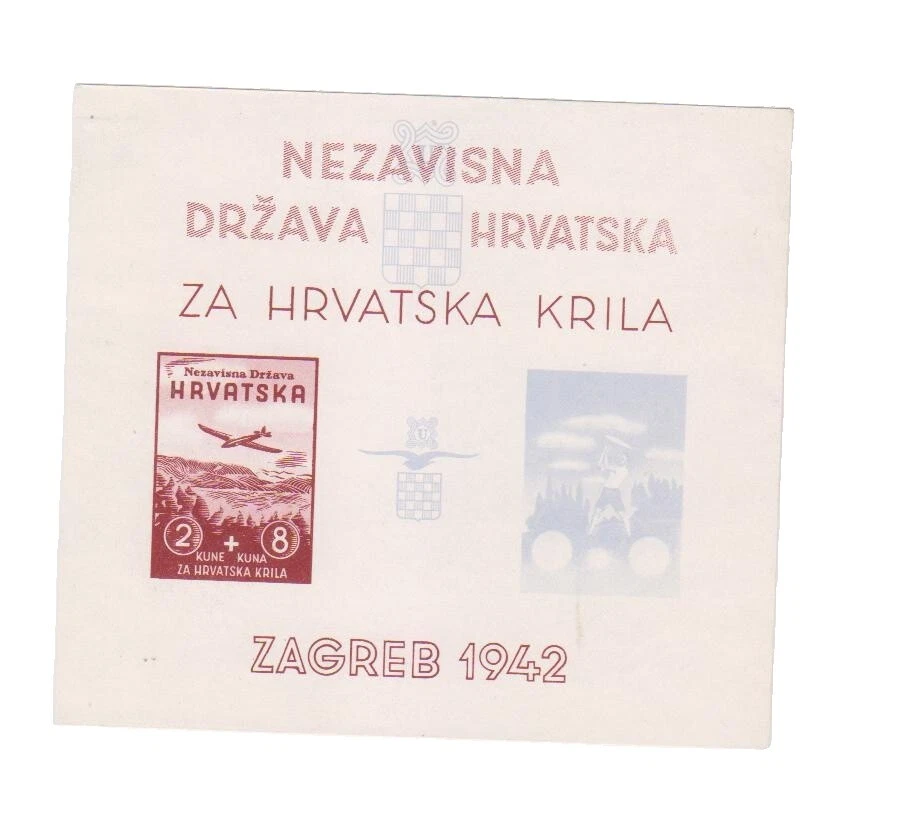 NEZAVISNA
DRŽAVA HRVATSKA
ZA HRVATSKA KRILA
Nezavisna Država
HRVATSKA
U
2 + 8
KUNE KUNA
ZA HRVATSKA KRILA
ZAGREB 1942